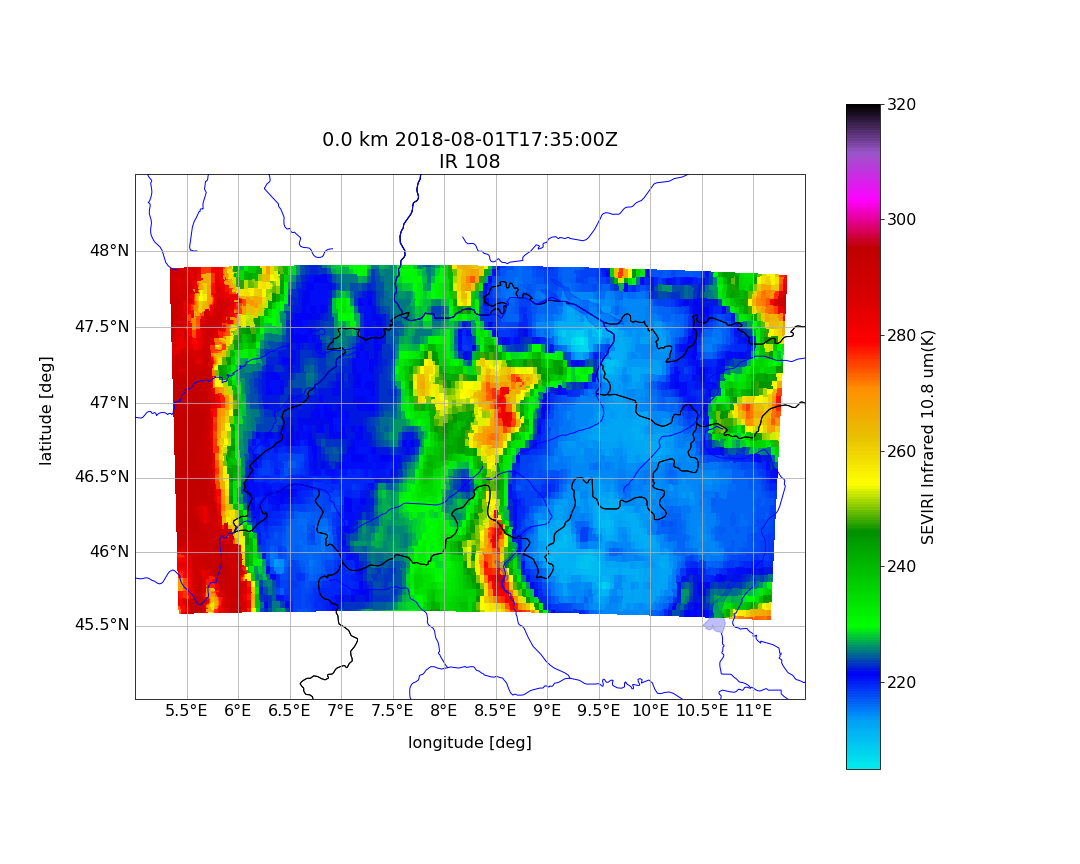 0.0 km 2018-08-01T17:35:00Z
IR 108
48°N
47.5°N
47°N
46.5°N
46°N
45.5°N
latitude [deg]
5.5°E 6°E 6.5°E 7°E 7.5°E 8°E 8.5°E 9°E 9.5°E 10°E 10.5°E 11°E
longitude [deg]
320
300
280
260
240
220
SEVIRI Infrared 10.8 um(K)